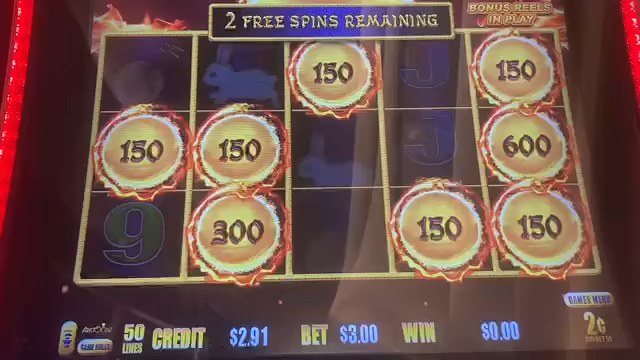 2 FREE SPINS REMAINING
BONUS REELS
IN PLAY
150
150
150
150
600
300
150
150
9
J
J
GAMES MENU
50
LINES
CREDIT $2.91 BET $3.00 WIN $0.00
2¢